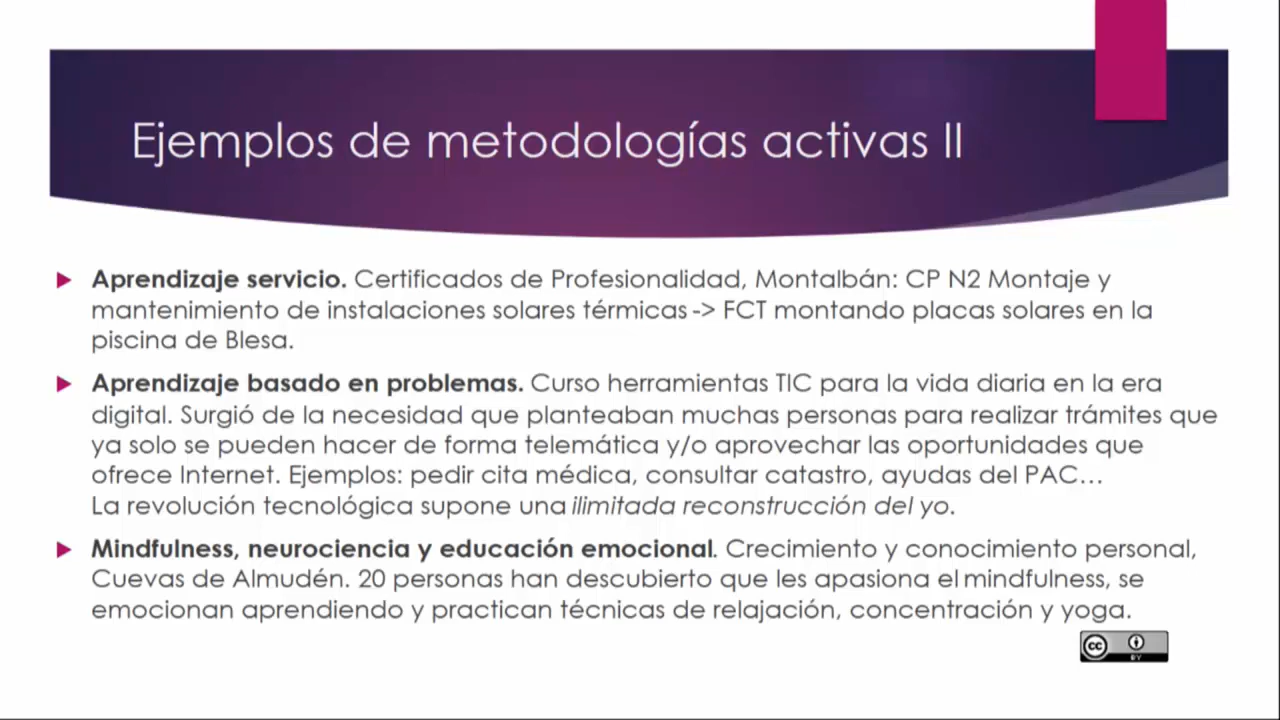 Ejemplos de metodologías activas II
Aprendizaje servicio. Certificados de Profesionalidad, Montalbán: CP N2 Montaje y
mantenimiento de instalaciones solares térmicas -> FCT montando placas solares en la
piscina de Blesa.
Aprendizaje basado en problemas. Curso herramientas TIC para la vida diaria en la era
digital. Surgió de la necesidad que planteaban muchas personas para realizar trámites que
ya solo se pueden hacer de forma telemática y/o aprovechar las oportunidades que
ofrece Internet. Ejemplos: pedir cita médica, consultar catastro, ayudas del PAC…
La revolución tecnológica supone una ilimitada reconstrucción del yo.
Mindfulness, neurociencia y educación emocional. Crecimiento y conocimiento personal,
Cuevas de Almudén. 20 personas han descubierto que les apasiona el mindfulness, se
emocionan aprendiendo y practican técnicas de relajación, concentración y yoga.
cc
BY